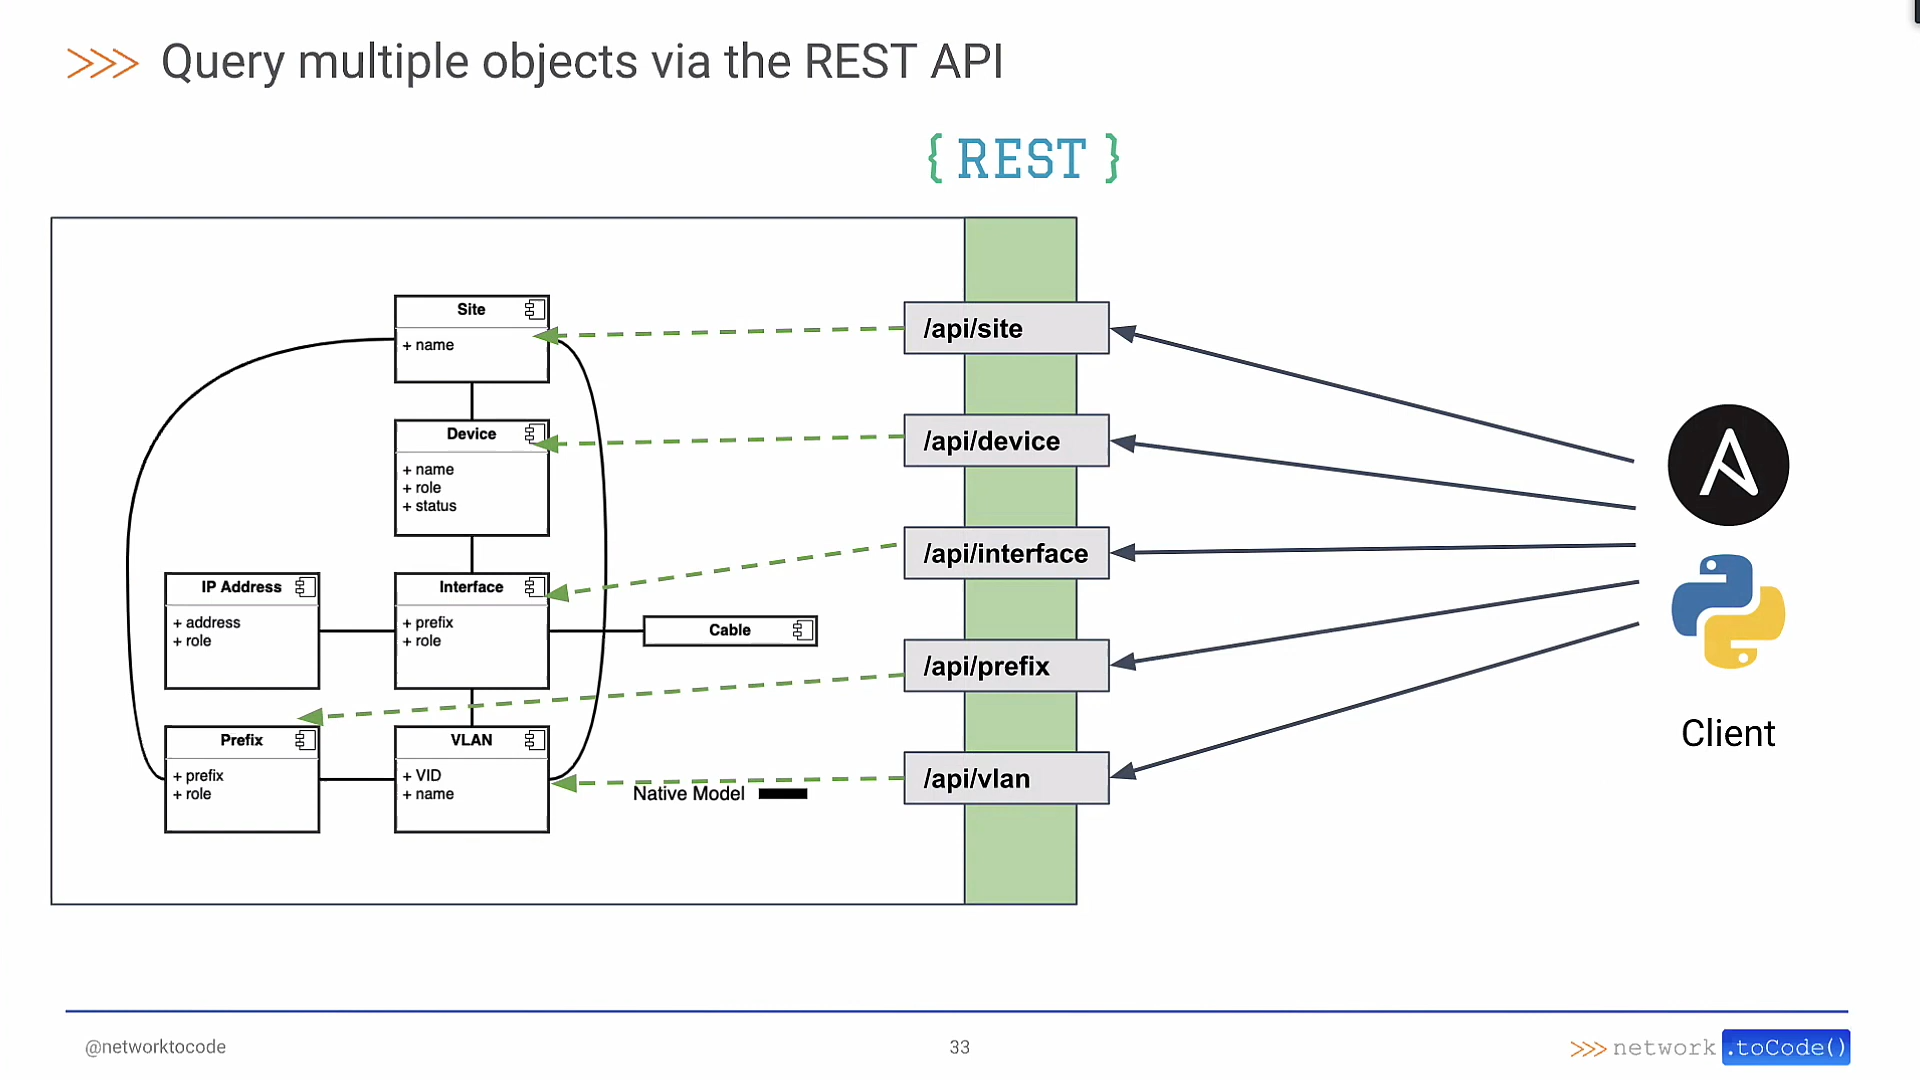 >>> Query multiple objects via the REST API
{ REST }
Site
+ name
Device
+ name
+ role
+ status
IP Address
+ address
+ role
Interface
+ prefix
+ role
Cable
Prefix
+ prefix
+ role
VLAN
+ VID
+ name
Native Model
/api/site
/api/device
/api/interface
/api/prefix
/api/vlan
Client
@networktocode
33
>>> network .toCode()